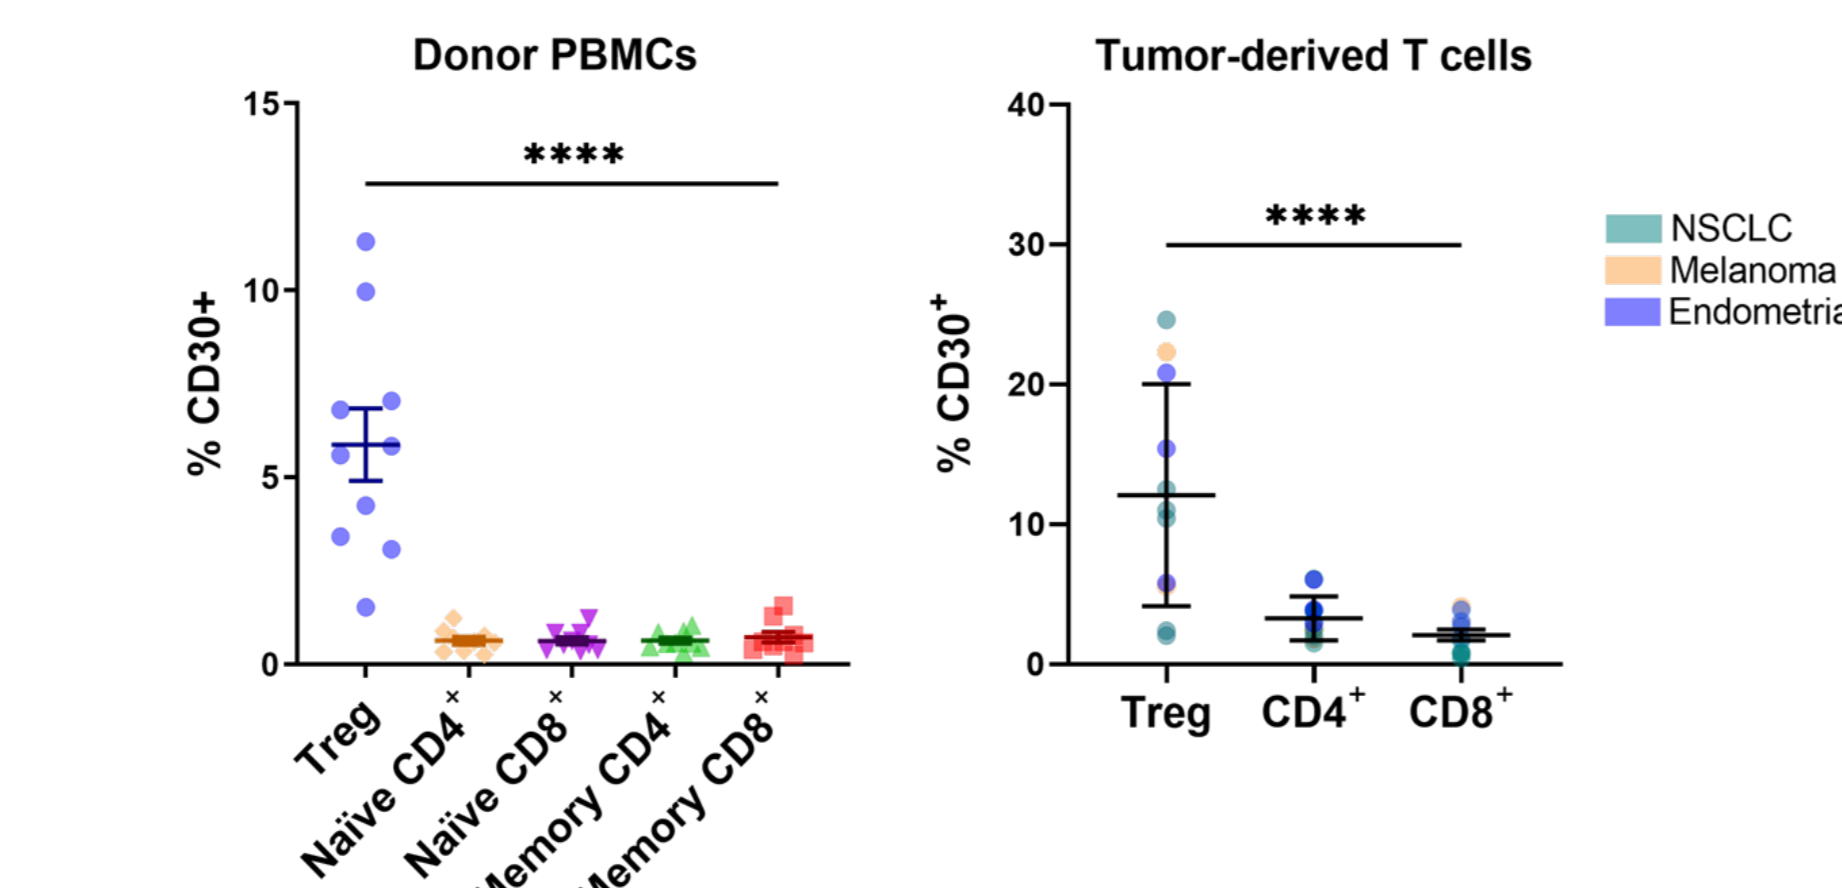 Donor PBMCs
15
10
5
0
% CD30+
****
Treg
Naïve CD4+
Naïve CD8+
Memory CD4+
Memory CD8+
Tumor-derived T cells
40
30
20
10
0
% CD30+
****
Treg
CD4+
CD8+
NSCLC
Melanoma
Endometria